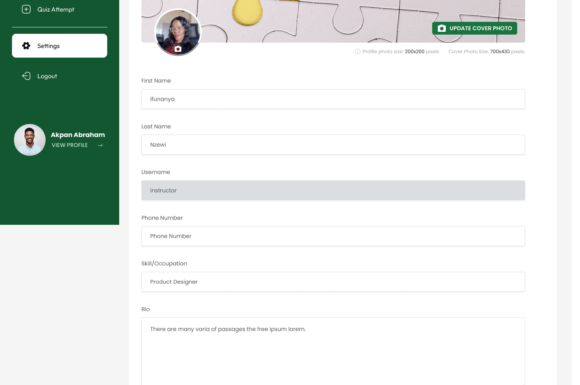 Quiz Attempt
Settings
Logout
Akpan Abraham
VIEW PROFILE →
UPDATE COVER PHOTO
Profile photo size: 200x200 pixels Cover Photo Size: 700x430 pixels
First Name
Ifunanya
Last Name
Nzewi
Username
instructor
Phone Number
Phone Number
Skill/Occupation
Product Designer
Bio
There are many varia of passages the free ipsum lorem.